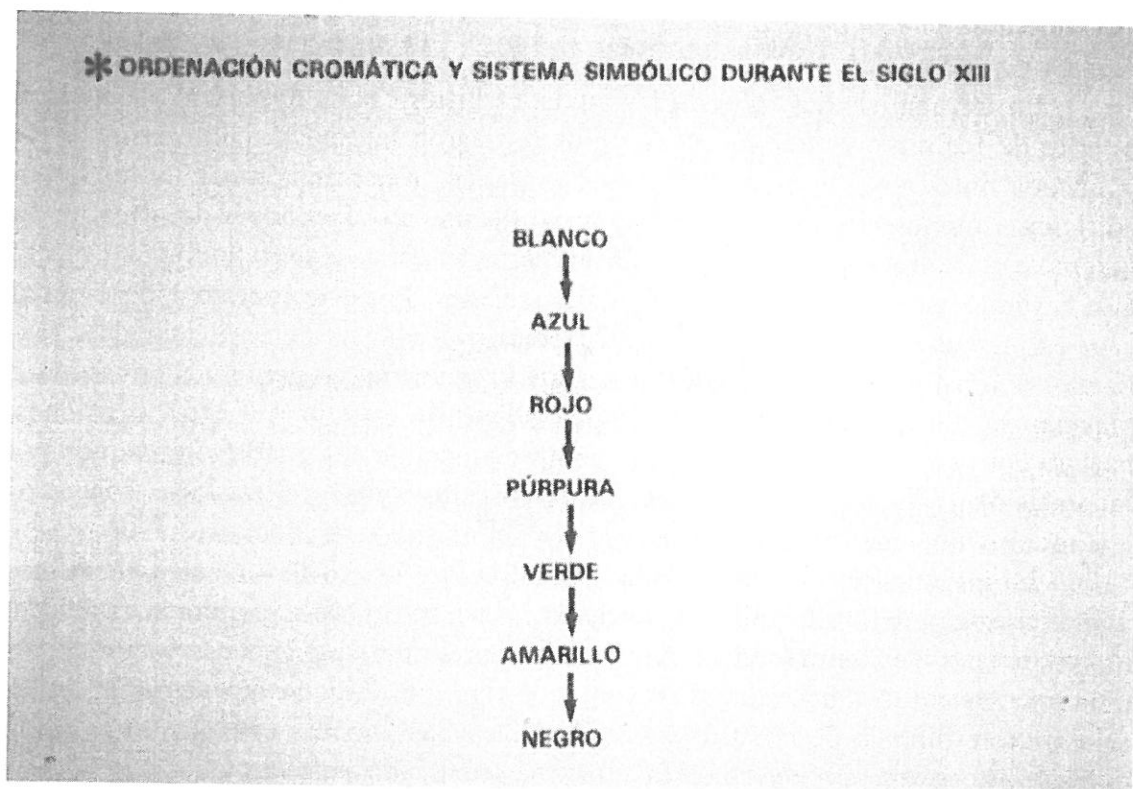 * ORDENACIÓN CROMÁTICA Y SISTEMA SIMBÓLICO DURANTE EL SIGLO XIII
BLANCO
AZUL
ROJO
PÚRPURA
VERDE
AMARILLO
NEGRO